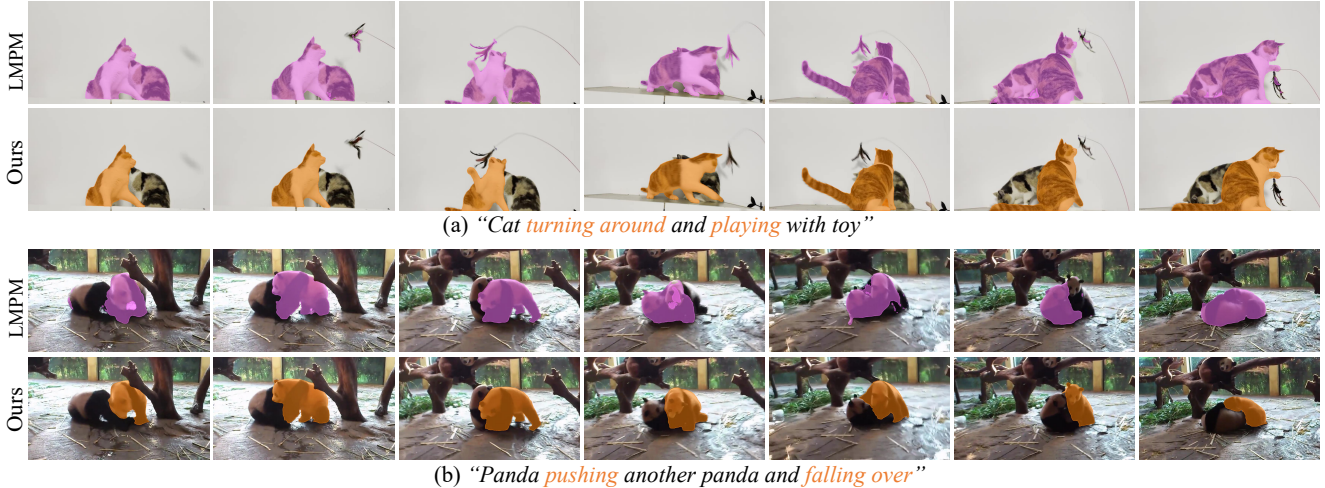 LMPM
Ours
(a) “Cat turning around and playing with toy”
LMPM
Ours
(b) “Panda pushing another panda and falling over”